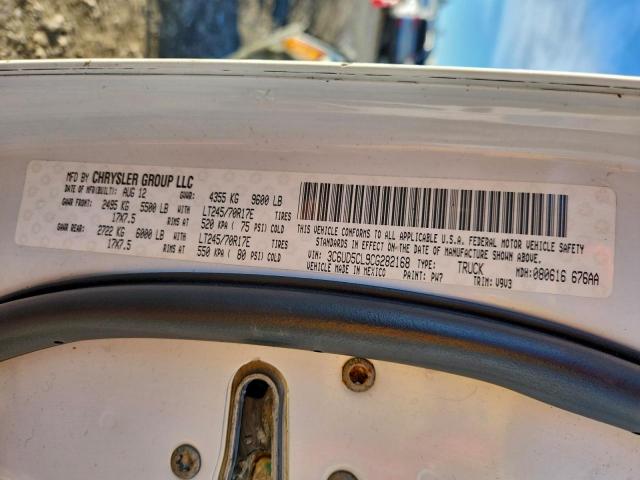 MFD BY CHRYSLER GROUP LLC
DATE OF MFR(BUILT): AUG 12 GVWR: 4355 KG 9600 LB
GAWR FRONT: 2495 KG 5500 LB WITH LT245/70R17E TIRES
17X7.5 RIMS AT 520 KPA ( 75 PSI) COLD
GAWR REAR: 2722 KG 6000 LB WITH LT245/70R17E TIRES
17X7.5 RIMS AT 550 KPA ( 80 PSI) COLD
THIS VEHICLE CONFORMS TO ALL APPLICABLE U.S.A. FEDERAL MOTOR VEHICLE SAFETY
STANDARDS IN EFFECT ON THE DATE OF MANUFACTURE SHOWN ABOVE.
VIN: 3C6UD5CL9CG282168 TYPE: TRUCK MDH: 080616 676AA
VEHICLE MADE IN MEXICO PAINT: PW7 TRIM: V9V3